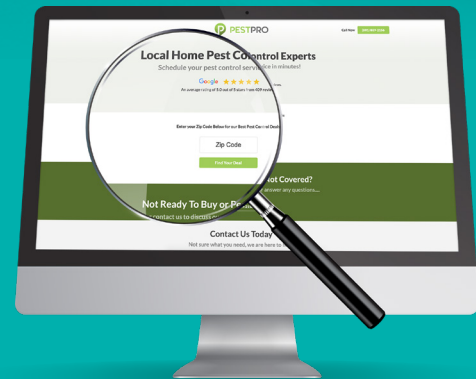 PESTPRO
Call Now
Local Home Pest Control Experts
Schedule your pest control service in minutes!
Google
An average rating of 5.0 out of 5 stars from 409
Enter your Zip Code Below for our Best Pest Control Deals
Zip Code
Find Your Deal
Not Covered?
answer any questions....
Not Ready To Buy or
contact us to discuss
Contact Us Today
Not sure what you need, we are here to